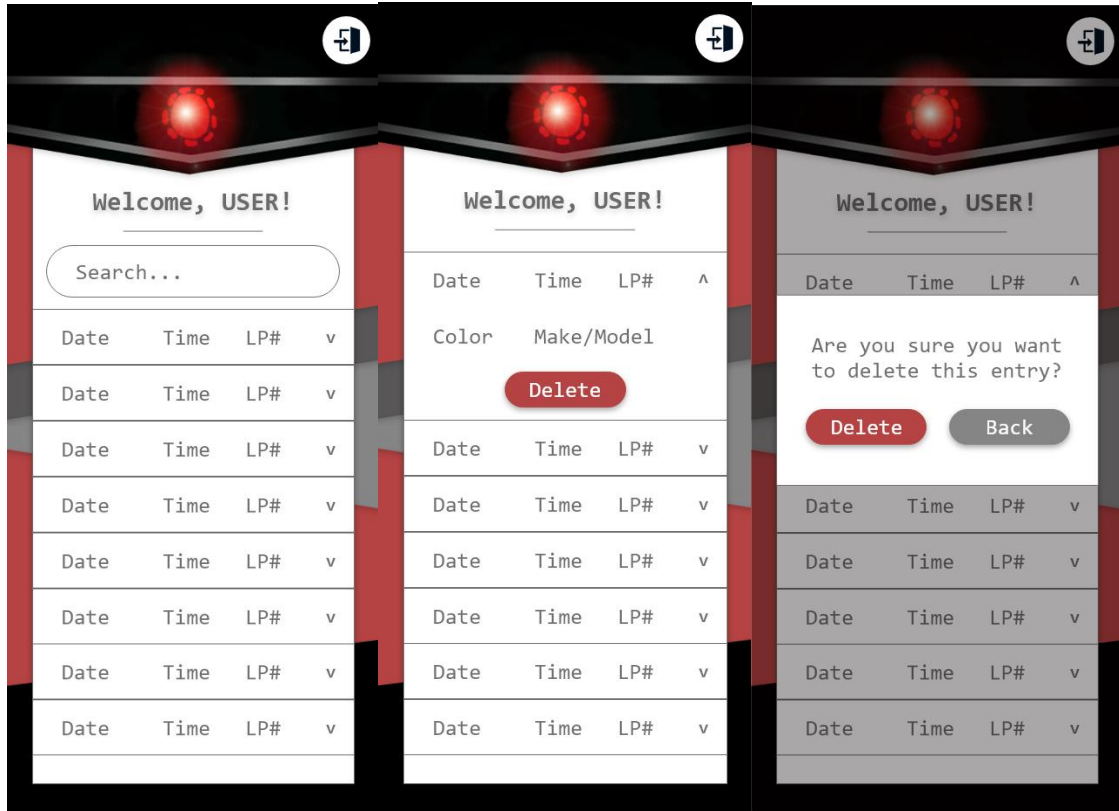 Welcome, USER!
Search...
Date Time LP# v
Date Time LP# v
Date Time LP# v
Date Time LP# v
Date Time LP# v
Date Time LP# v
Date Time LP# v
Date Time LP# v
Welcome, USER!
Date Time LP# ^
Color Make/Model
Delete
Date Time LP# v
Date Time LP# v
Date Time LP# v
Date Time LP# v
Date Time LP# v
Date Time LP# v
Welcome, USER!
Date Time LP# ^
Are you sure you want
to delete this entry?
Delete Back
Date Time LP# v
Date Time LP# v
Date Time LP# v
Date Time LP# v
Date Time LP# v